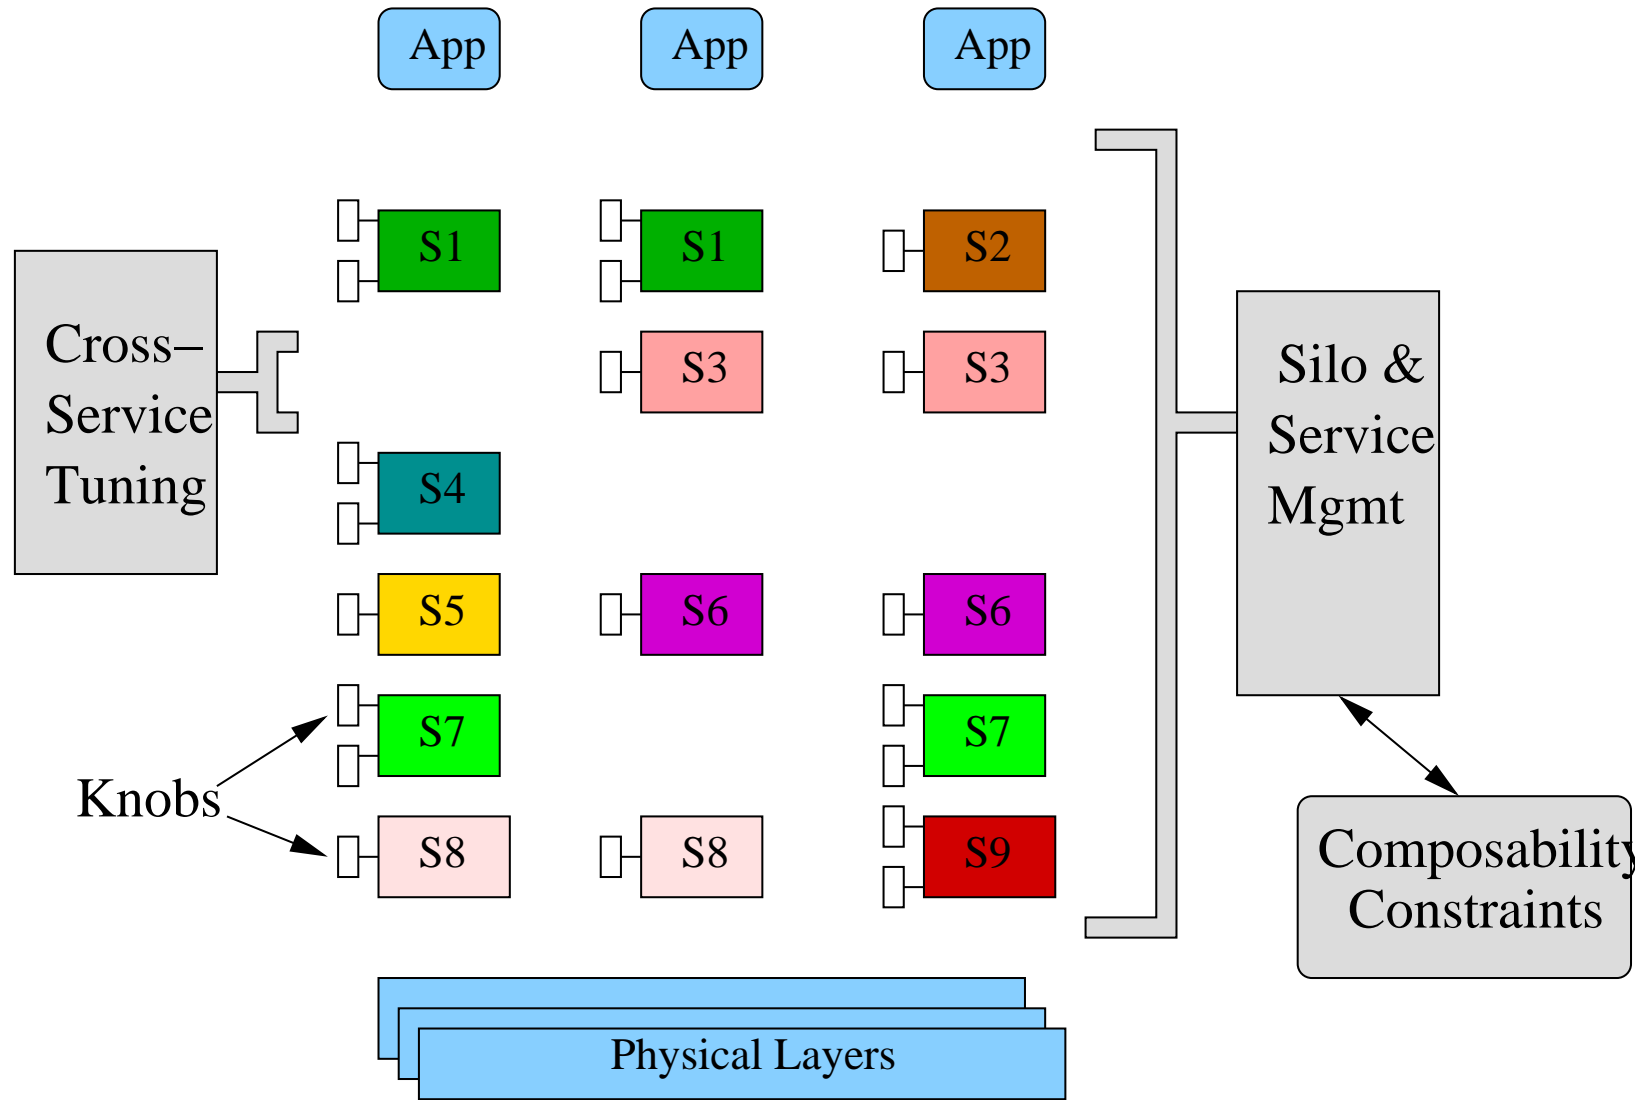 App App App
S1 S1 S2
Cross–
Service
Tuning
S3 S3
Silo &
Service
Mgmt
S4
S5 S6 S6
S7 S7
Knobs
S8 S8 S9
Composability
Constraints
Physical Layers